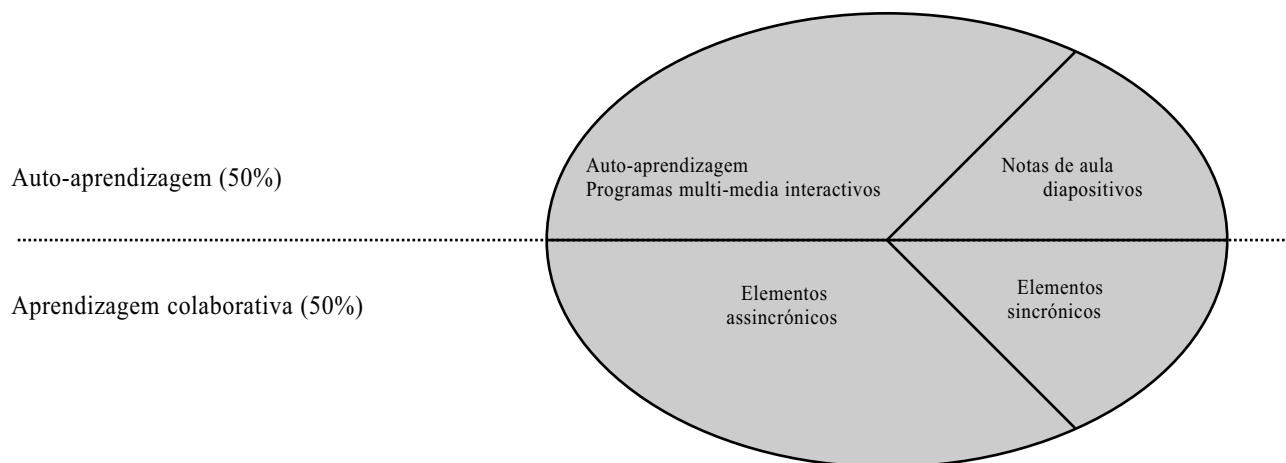 Auto-aprendizagem (50%)
Auto-aprendizagem
Programas multi-media interactivos
Notas de aula
diapositivos
Aprendizagem colaborativa (50%)
Elementos
assincrónicos
Elementos
sincrónicos